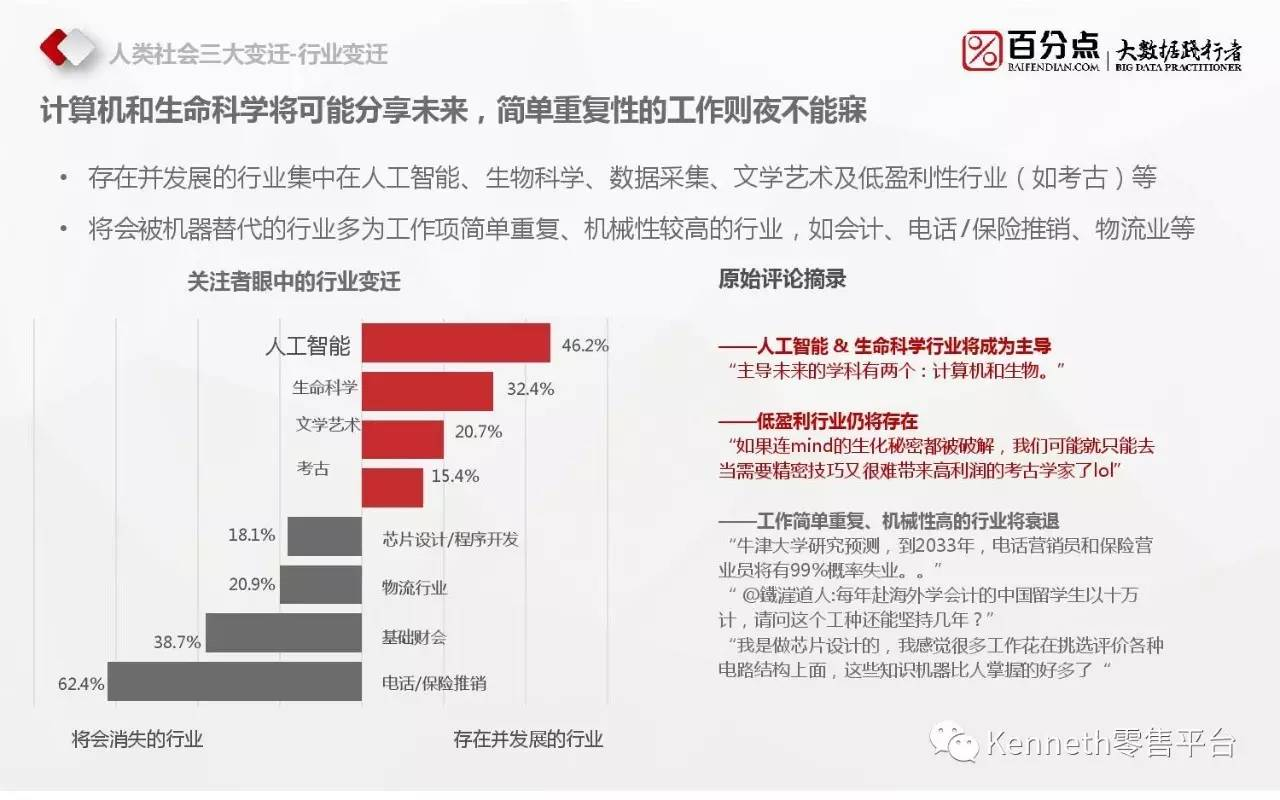 人类社会三大变迁-行业变迁
百分点
BAIFENDIAN.COM
大数据践行者
BIG DATA PRACTITIONER
计算机和生命科学将可能分享未来，简单重复性的工作则夜不能寐
• 存在并发展的行业集中在人工智能、生物科学、数据采集、文学艺术及低盈利性行业（如考古）等
• 将会被机器替代的行业多为工作项简单重复、机械性较高的行业，如会计、电话/保险推销、物流业等
关注者眼中的行业变迁
人工智能 46.2%
生命科学 32.4%
文学艺术 20.7%
考古 15.4%
18.1% 芯片设计/程序开发
20.9% 物流行业
38.7% 基础财会
62.4% 电话/保险推销
将会消失的行业 存在并发展的行业
原始评论摘录
——人工智能 & 生命科学行业将成为主导
“主导未来的学科有两个：计算机和生物。”
——低盈利行业仍将存在
“如果连mind的生化秘密都被破解，我们可能就只能去
当需要精密技巧又很难带来高利润的考古学家了lol”
——工作简单重复、机械性高的行业将衰退
“牛津大学研究预测，到2033年，电话营销员和保险营
业员将有99%概率失业。。”
“ @鐵漄道人:每年赴海外学会计的中国留学生以十万
计，请问这个工种还能坚持几年？”
“我是做芯片设计的，我感觉很多工作花在挑选评价各种
电路结构上面，这些知识机器比人掌握的好多了 “
Kenneth零售平台